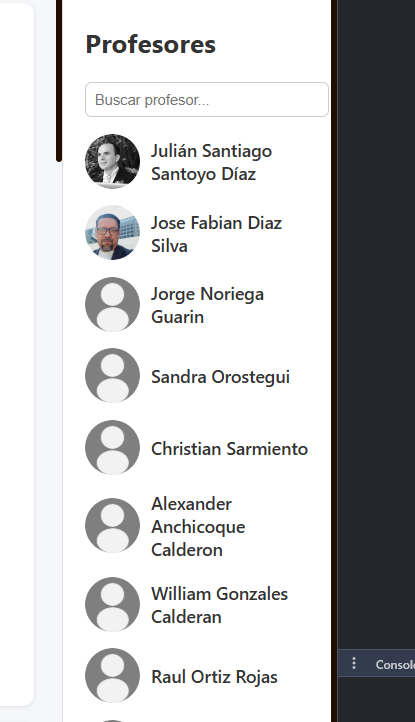 Profesores
Buscar profesor...
Julián Santiago
Santoyo Díaz
Jose Fabian Diaz
Silva
Jorge Noriega
Guarin
Sandra Orostegui
Christian Sarmiento
Alexander
Anchicoque
Calderon
William Gonzales
Calderan
Raul Ortiz Rojas